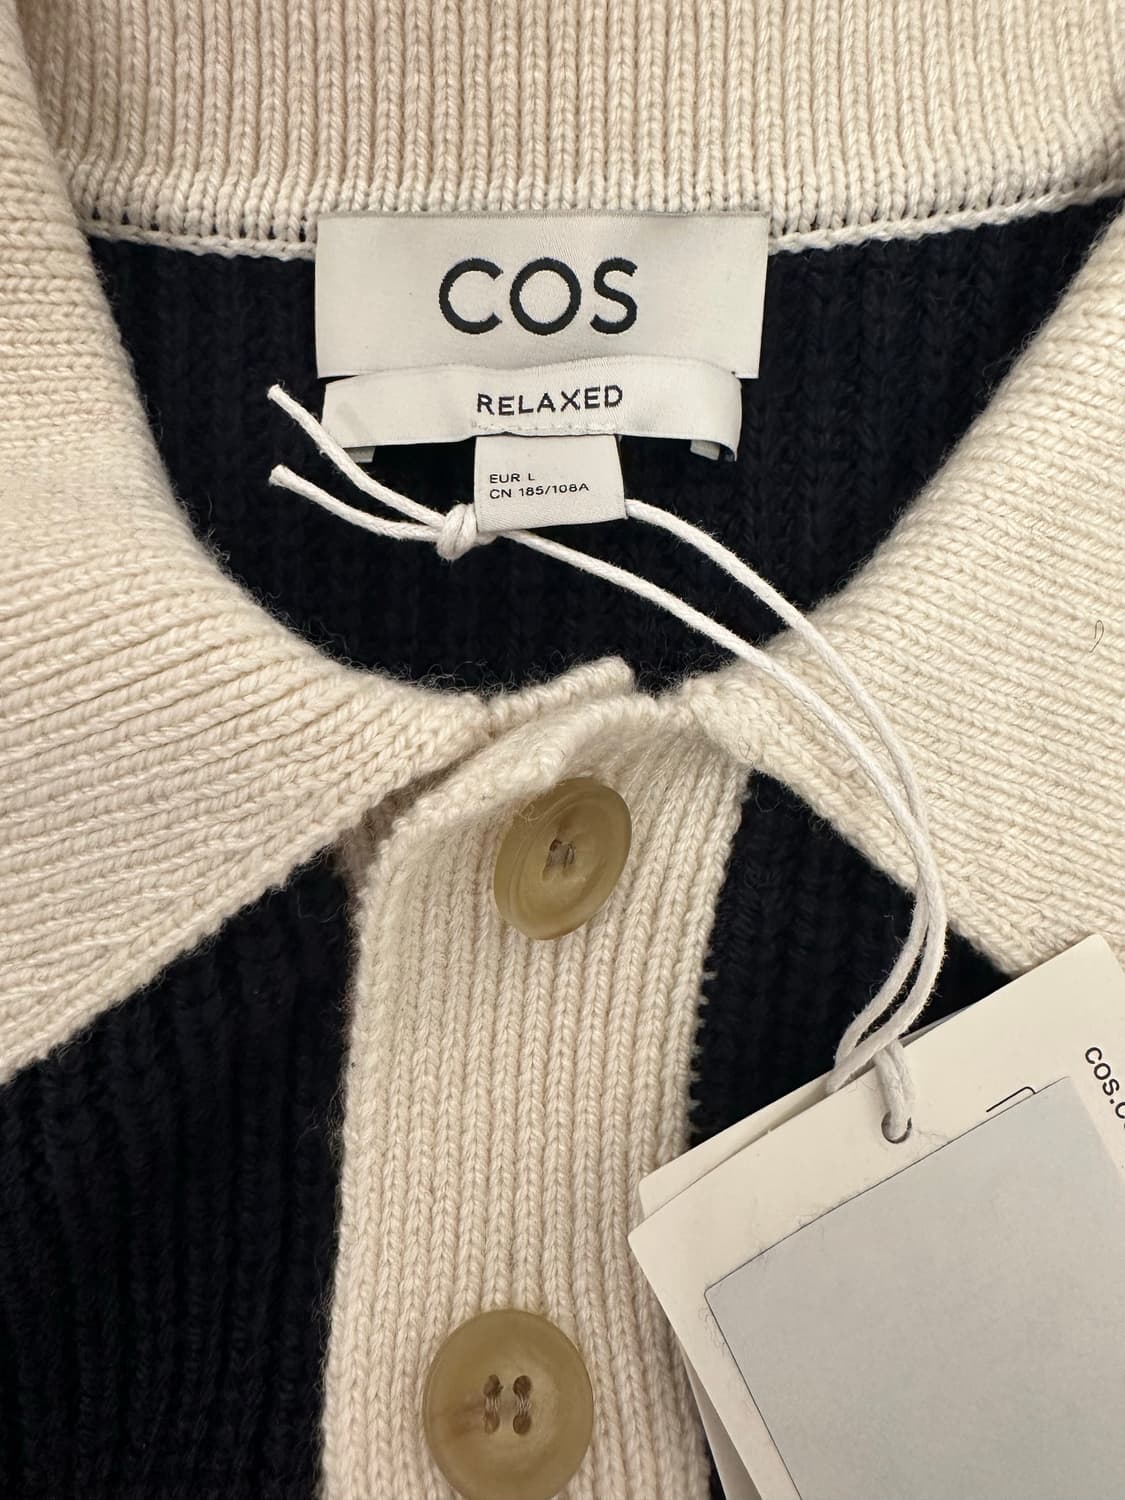 COS
RELAXED
EUR L
CN 185/108A